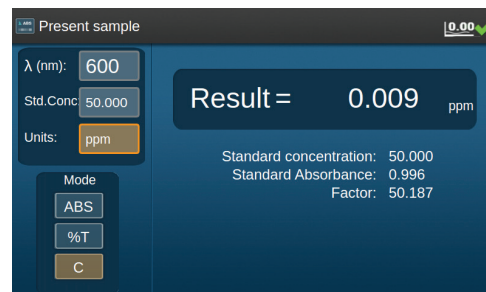 Present sample
0.00
λ (nm): 600
Std.Conc 50.000
Units: ppm
Mode
ABS
%T
C
Result = 0.009 ppm
Standard concentration: 50.000
Standard Absorbance: 0.996
Factor: 50.187